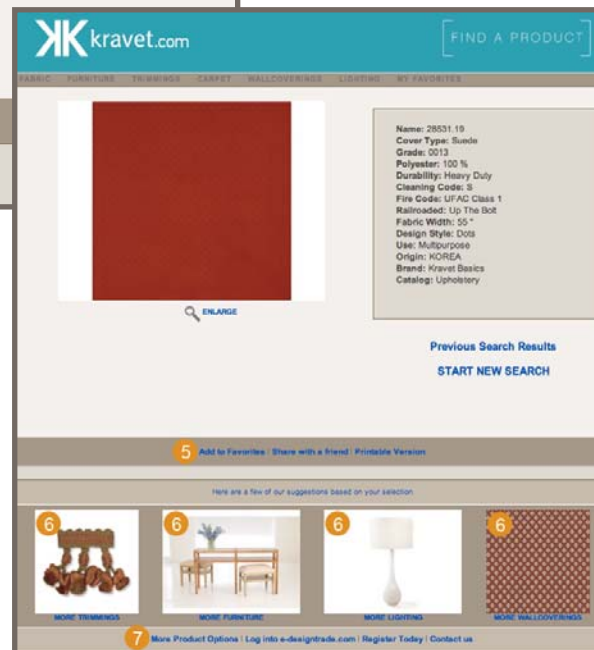 kravet.com
FIND A PRODUCT
FABRIC FURNITURE TRIMMINGS CARPET WALLCOVERINGS LIGHTING MY FAVORITES
Name: 28531.19
Cover Type: Suede
Grade: 0013
Polyester: 100 %
Durability: Heavy Duty
Cleaning Code: S
Fire Code: UFAC Class 1
Railroaded: Up The Bolt
Fabric Width: 55 "
Design Style: Dots
Use: Multipurpose
Origin: KOREA
Brand: Kravet Basics
Catalog: Upholstery
ENLARGE
Previous Search Results
START NEW SEARCH
5 Add to Favorites | Share with a friend | Printable Version
Here are a few of our suggestions based on your selection
6 6 6 6
MORE TRIMMINGS MORE FURNITURE MORE LIGHTING MORE WALLCOVERINGS
7 More Product Options | Log into e-designtrade.com | Register Today | Contact us